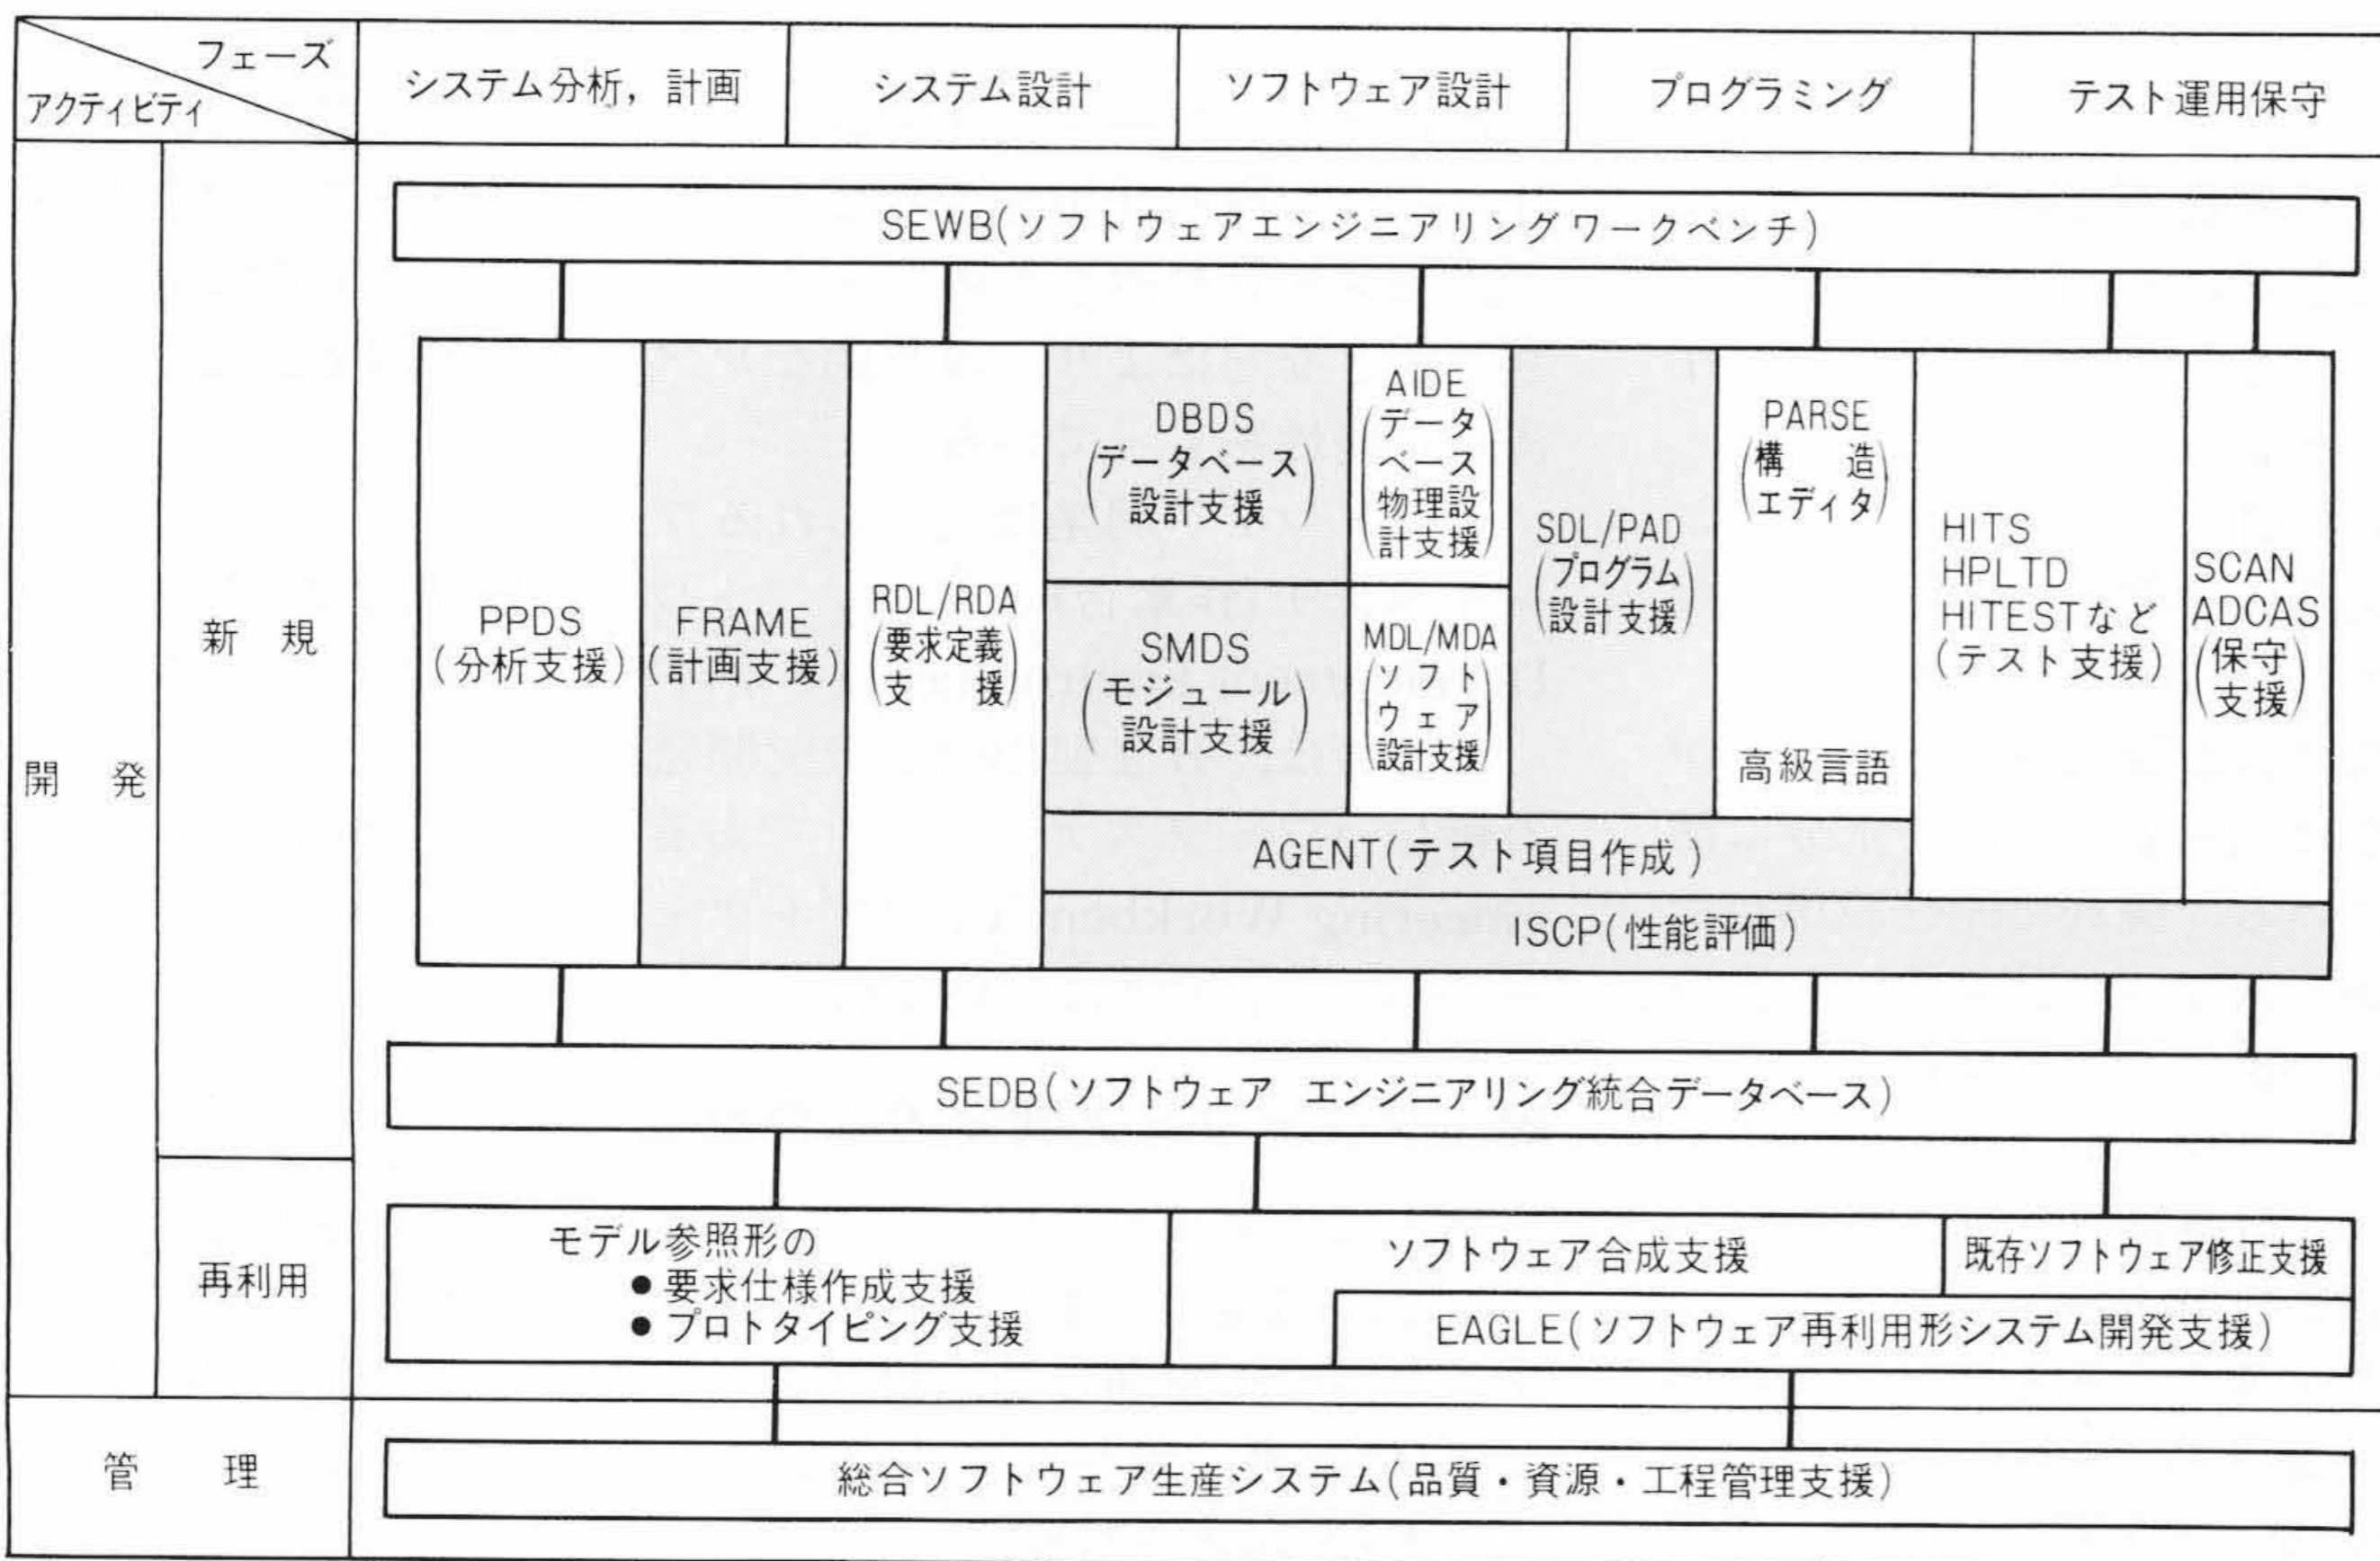 フェーズ
アクティビティ
システム分析，計画
システム設計
ソフトウェア設計
プログラミング
テスト運用保守
開　発
新　規
SEWB(ソフトウェアエンジニアリングワークベンチ)
PPDS
(分析支援)
FRAME
(計画支援)
RDL/RDA
(要求定義
支　援)
DBDS
(データベース
設計支援)
SMDS
(モジュール
設計支援)
AIDE
(データ
ベース
物理設
計支援)
MDL/MDA
(ソフト
ウェア
設計支援)
SDL/PAD
(プログラム
設計支援)
PARSE
(構　造
エディタ)
高級言語
HITS
HPLTD
HITESTなど
(テスト支援)
SCAN
ADCAS
(保守
支援)
AGENT(テスト項目作成)
ISCP(性能評価)
SEDB(ソフトウェア　エンジニアリング統合データベース)
再利用
モデル参照形の
●要求仕様作成支援
●プロトタイピング支援
ソフトウェア合成支援
既存ソフトウェア修正支援
EAGLE(ソフトウェア再利用形システム開発支援)
管　理
総合ソフトウェア生産システム(品質・資源・工程管理支援)